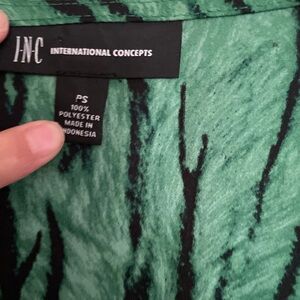 I·N·C INTERNATIONAL CONCEPTS
PS
100%
POLYESTER
MADE IN
INDONESIA